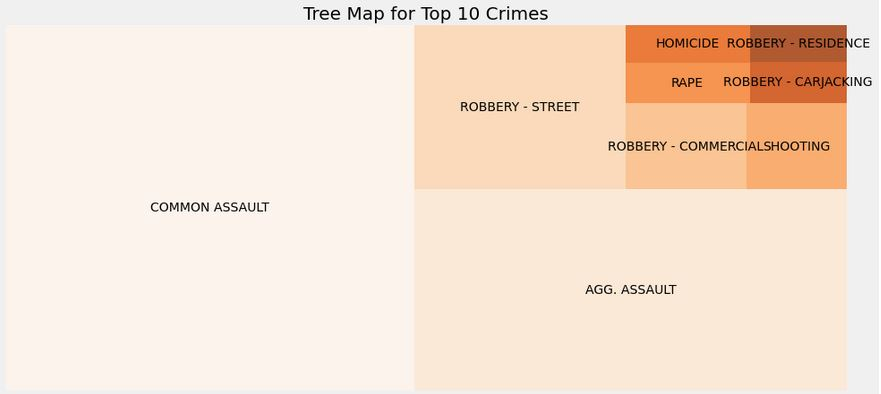 Tree Map for Top 10 Crimes
HOMICIDE
ROBBERY - RESIDENCE
RAPE
ROBBERY - CARJACKING
ROBBERY - STREET
ROBBERY - COMMERCIAL
SHOOTING
COMMON ASSAULT
AGG. ASSAULT